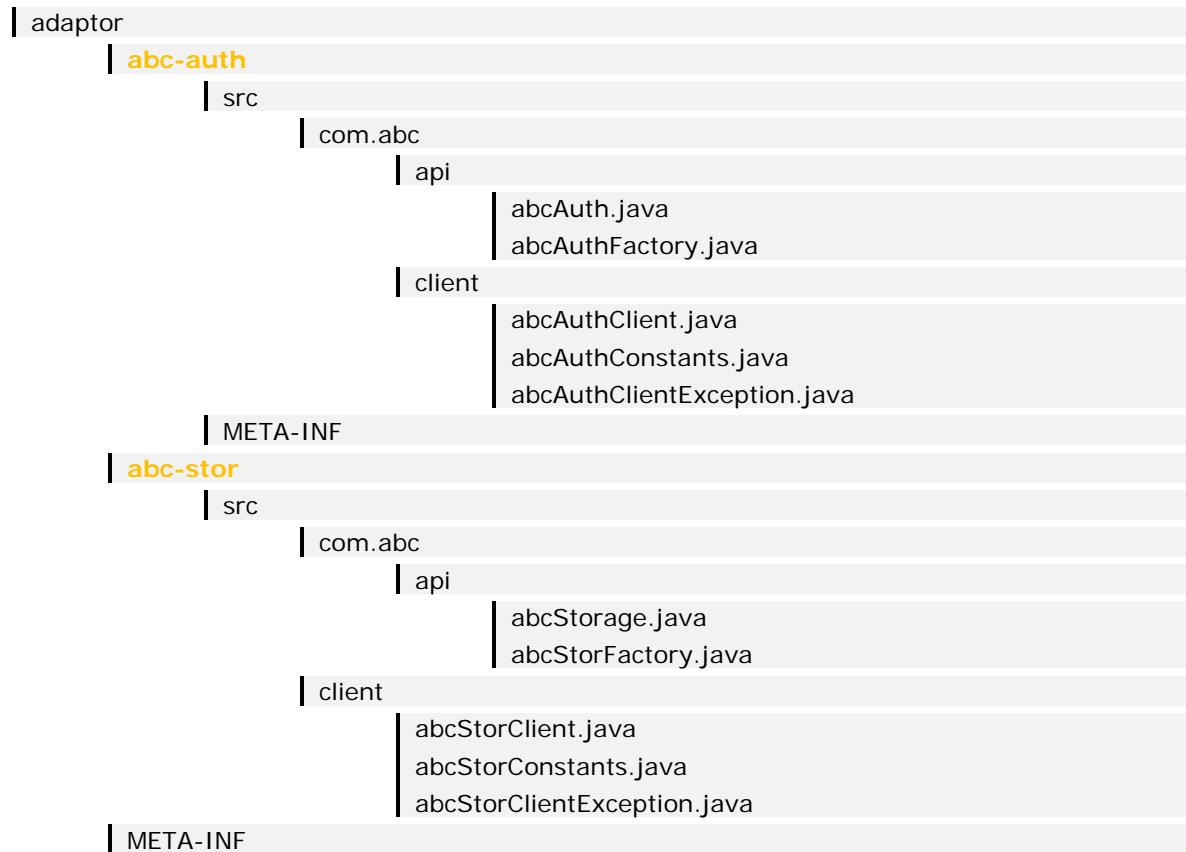 adaptor
abc-auth
src
com.abc
api
abcAuth.java
abcAuthFactory.java
client
abcAuthClient.java
abcAuthConstants.java
abcAuthClientException.java
META-INF
abc-stor
src
com.abc
api
abcStorage.java
abcStorFactory.java
client
abcStorClient.java
abcStorConstants.java
abcStorClientException.java
META-INF